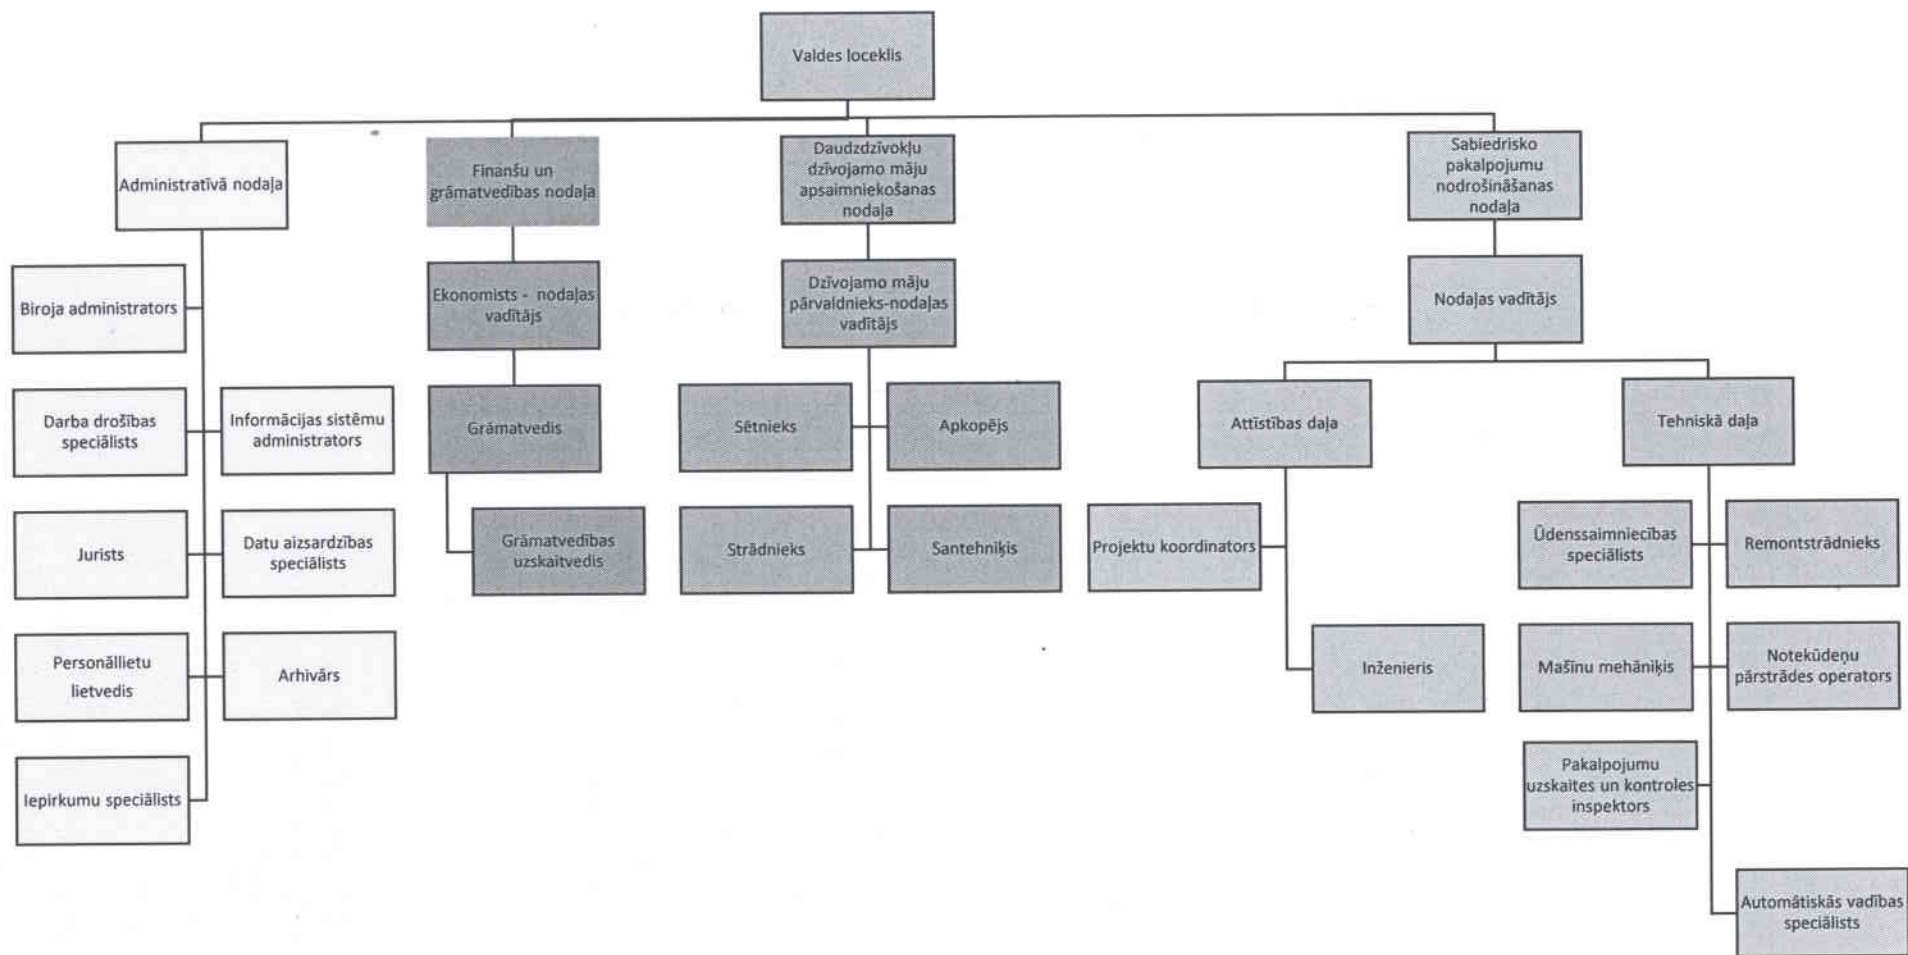 Valdes loceklis
Administratīvā nodaļa
Finanšu un
grāmatvedības nodaļa
Daudzdzīvokļu
dzīvojamo māju
apsaimniekošanas
nodaļa
Sabiedrisko
pakalpojumu
nodrošināšanas
nodaļa
Biroja administrators
Ekonomists - nodaļas
vadītājs
Dzīvojamo māju
pārvaldnieks-nodaļas
vadītājs
Nodaļas vadītājs
Darba drošības
speciālists
Informācijas sistēmu
administrators
Grāmatvedis
Sētnieks
Apkopējs
Attīstības daļa
Tehniskā daļa
Jurists
Datu aizsardzības
speciālists
Grāmatvedības
uzskaitvedis
Strādnieks
Santehniķis
Projektu koordinators
Ūdenssaimniecības
speciālists
Remontstrādnieks
Personāllietu
lietvedis
Arhivārs
Inženieris
Mašīnu mehāniķis
Notekūdeņu
pārstrādes operators
Iepirkumu speciālists
Pakalpojumu
uzskaites un kontroles
inspektors
Automātiskās vadības
speciālists